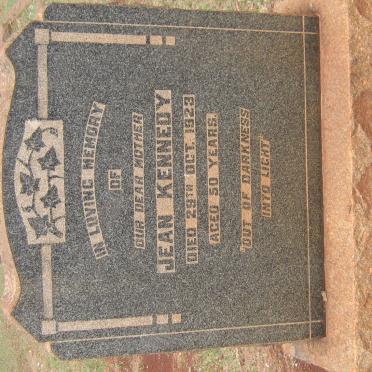 IN LOVING MEMORY
OF
OUR DEAR MOTHER
JEAN KENNEDY
DIED 29TH OCT. 1923
AGED 50 YEARS.
"OUT OF DARKNESS
INTO LIGHT"